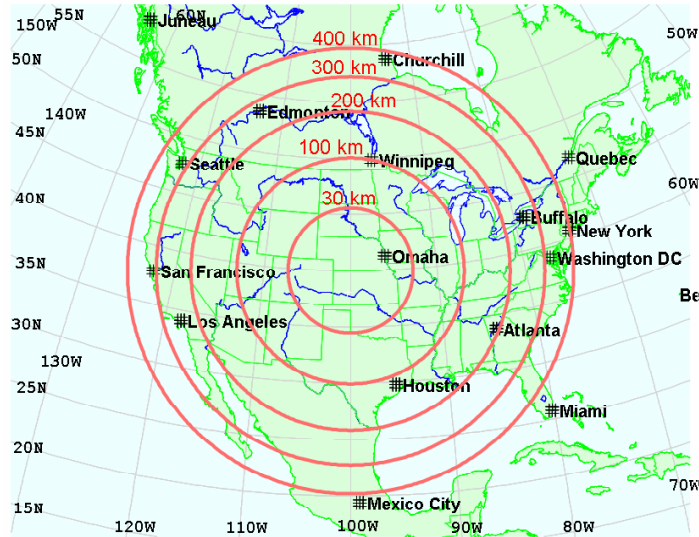 55N
60N
Juneau
150W
50W
400 km
50N
Churchill
300 km
200 km
140W
Edmonton
45N
100 km
Quebec
Seattle
Winnipeg
60W
40N
30 km
Buffalo
New York
Omaha
Washington DC
35N
San Francisco
Be
30N
Los Angeles
Atlanta
130W
25N
Houston
Miami
20N
70W
15N
Mexico City
120W
110W
100W
90W
80W